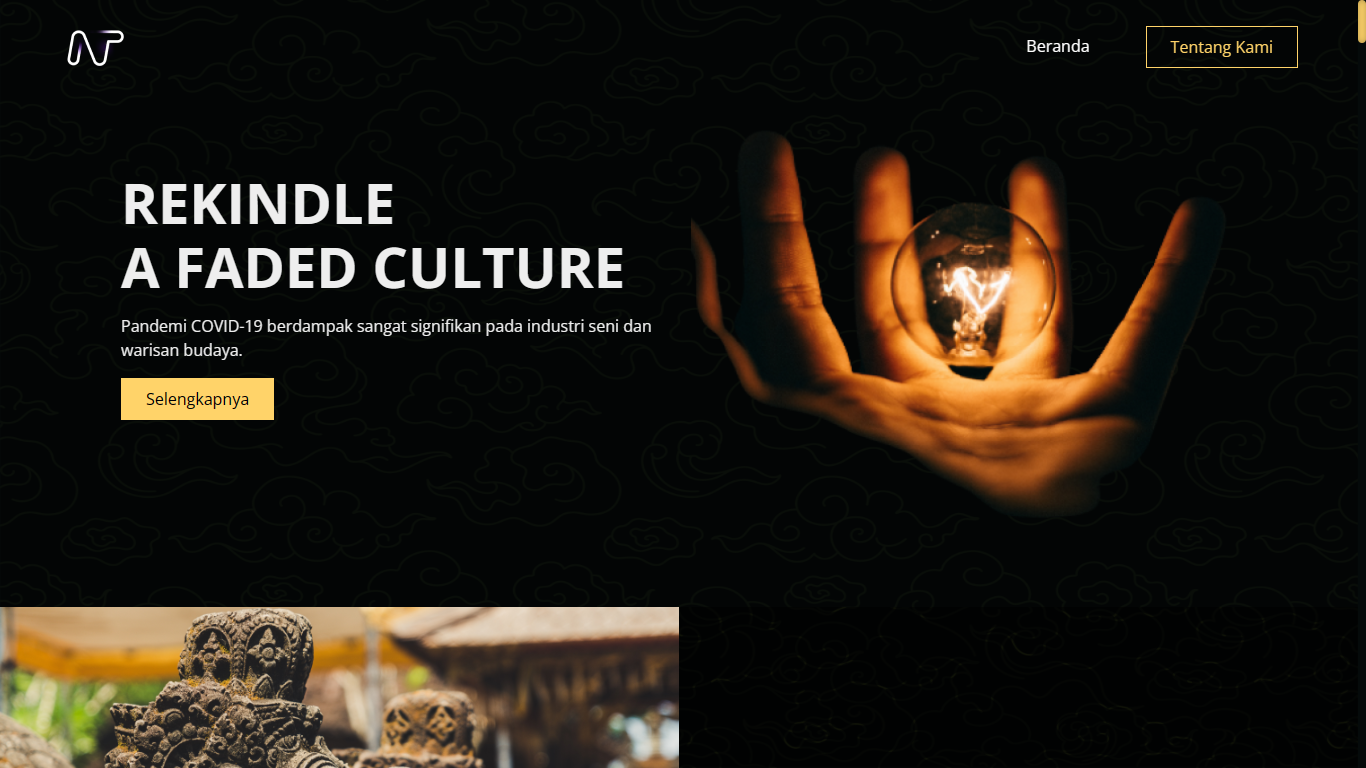 Beranda
Tentang Kami
REKINDLE
A FADED CULTURE
Pandemi COVID-19 berdampak sangat signifikan pada industri seni dan
warisan budaya.
Selengkapnya